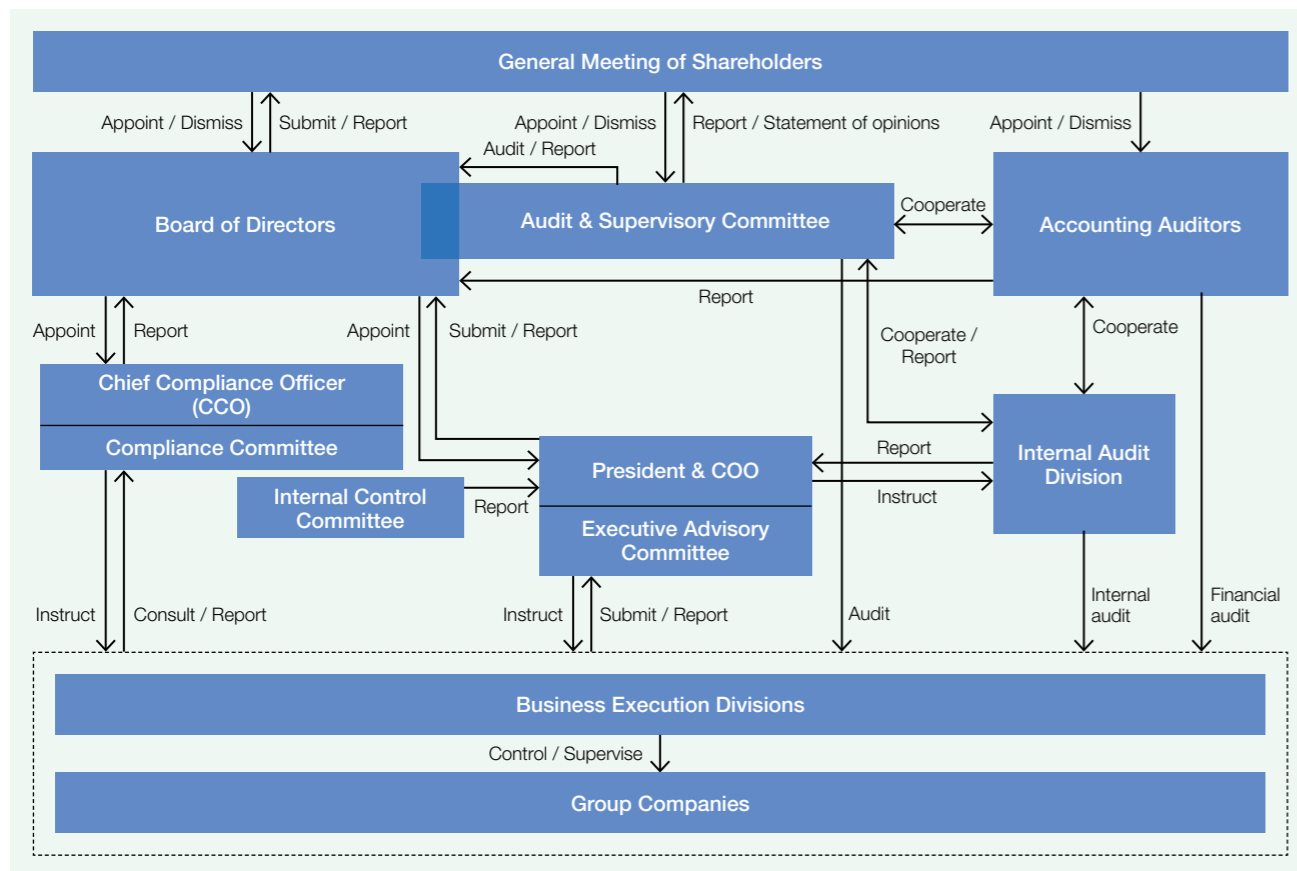 General Meeting of Shareholders
Appoint / Dismiss
Submit / Report
Appoint / Dismiss
Report / Statement of opinions
Appoint / Dismiss
Audit / Report
Board of Directors
Audit & Supervisory Committee
Cooperate
Accounting Auditors
Report
Appoint
Report
Appoint
Submit / Report
Cooperate /
Report
Cooperate
Chief Compliance Officer
(CCO)
Compliance Committee
Internal Control
Committee
Report
President & COO
Executive Advisory
Committee
Report
Instruct
Internal Audit
Division
Instruct
Consult / Report
Instruct
Submit / Report
Audit
Internal
audit
Financial
audit
Business Execution Divisions
Control / Supervise
Group Companies